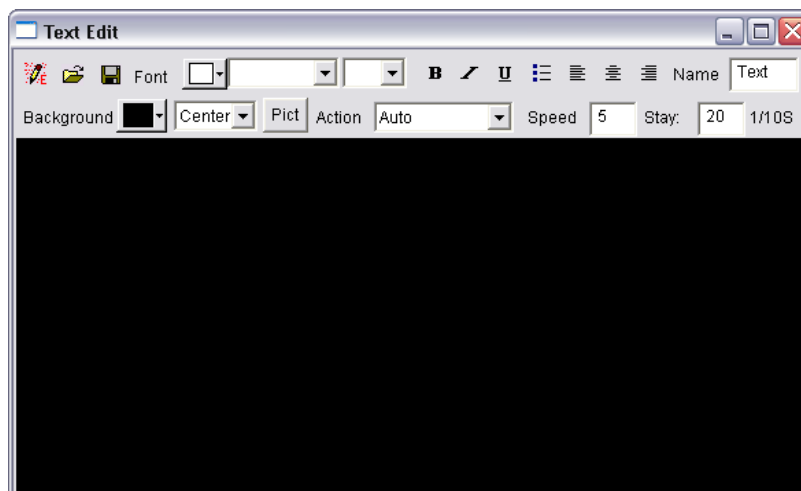 Text Edit
Font B I U Name Text
Background Center Pict Action Auto Speed 5 Stay: 20 1/10S